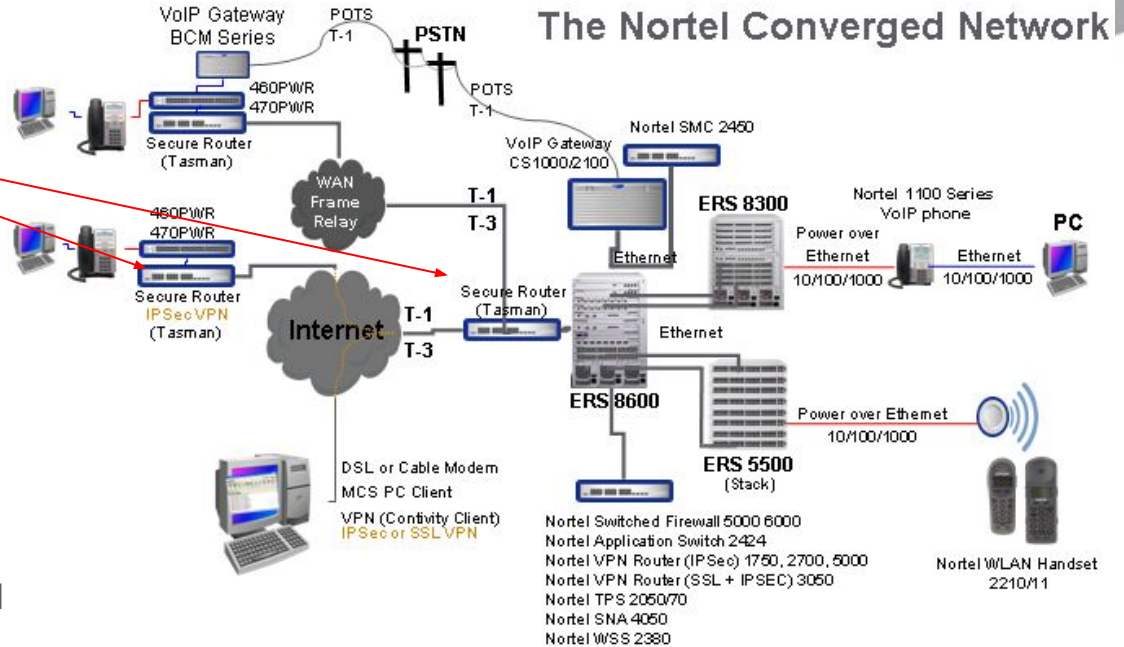 The Nortel Converged Network
VoIP Gateway
BCM Series
POTS
T-1
PSTN
POTS
T-1
460PWR
470PWR
Secure Router
(Tasman)
WAN
Frame
Relay
T-1
T-3
VoIP Gateway
CS1000/2100
Nortel SMC 2450
Ethernet
ERS 8300
Power over
Ethernet
10/100/1000
Nortel 1100 Series
VoIP phone
Ethernet
10/100/1000
PC
460PWR
470PWR
Secure Router
IPSec VPN
(Tasman)
Internet
T-1
T-3
Secure Router
(Tasman)
Ethernet
ERS 8600
ERS 5500
(Stack)
Power over Ethernet
10/100/1000
Nortel WLAN Handset
2210/11
DSL or Cable Modem
MCS PC Client
VPN (Contivity Client)
IPSec or SSL VPN
Nortel Switched Firewall 5000 6000
Nortel Application Switch 2424
Nortel VPN Router (IPSec) 1750, 2700, 5000
Nortel VPN Router (SSL + IPSEC) 3050
Nortel TPS 2050/70
Nortel SNA 4050
Nortel WSS 2380